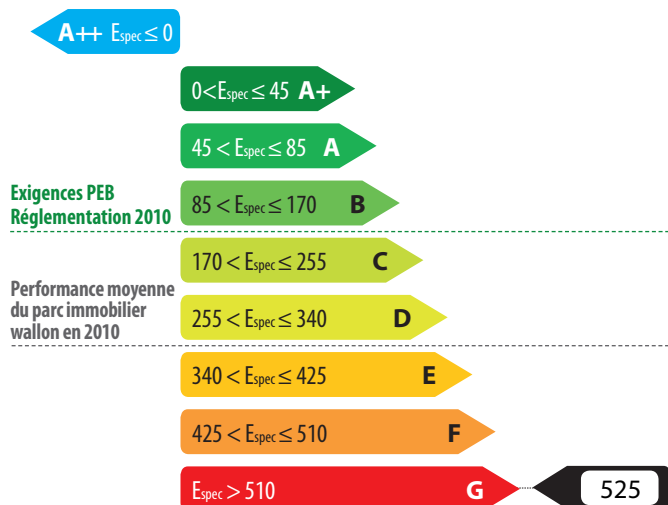 A++ Espec ≤ 0
0<Espec ≤ 45 A+
45 < Espec ≤ 85 A
Exigences PEB
Réglementation 2010
85 < Espec ≤ 170 B
170 < Espec ≤ 255 C
Performance moyenne
du parc immobilier
wallon en 2010
255 < Espec ≤ 340 D
340 < Espec ≤ 425 E
425 < Espec ≤ 510 F
Espec > 510 G 525